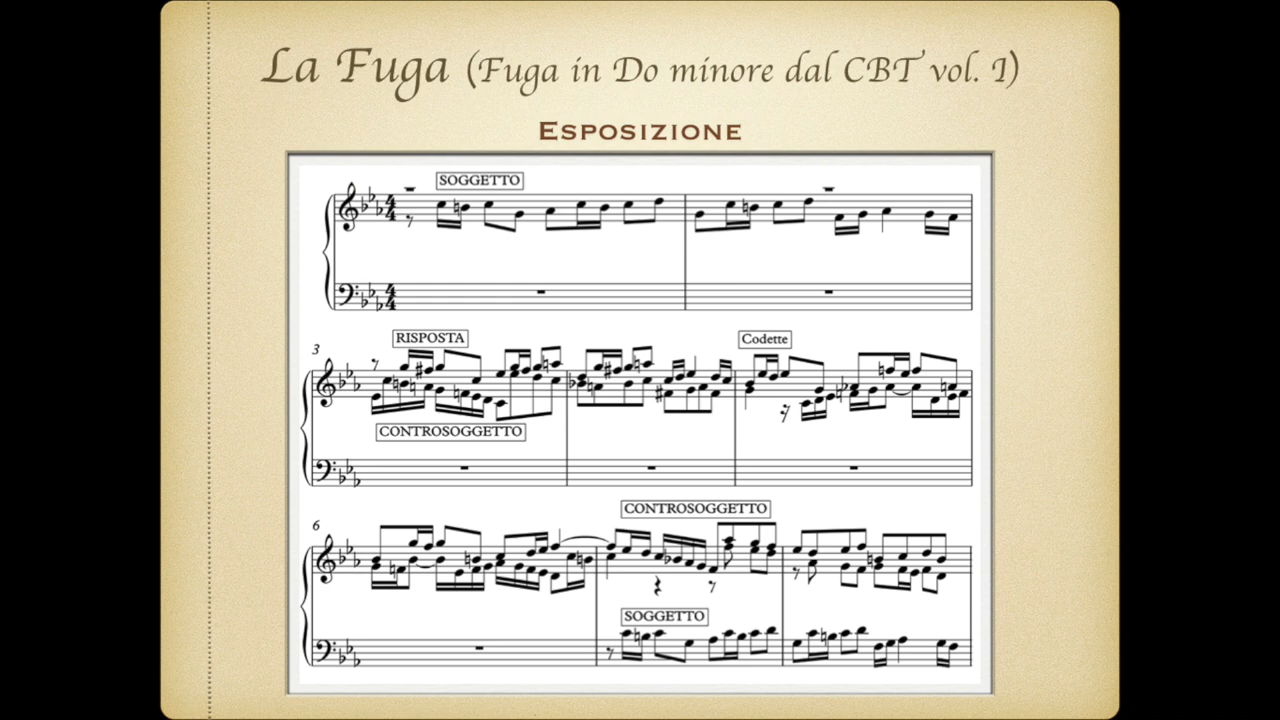 La Fuga (Fuga in Do minore dal CBT vol. I)
ESPOSIZIONE
SOGGETTO
3
RISPOSTA
Codette
CONTROSOGGETTO
6
CONTROSOGGETTO
SOGGETTO